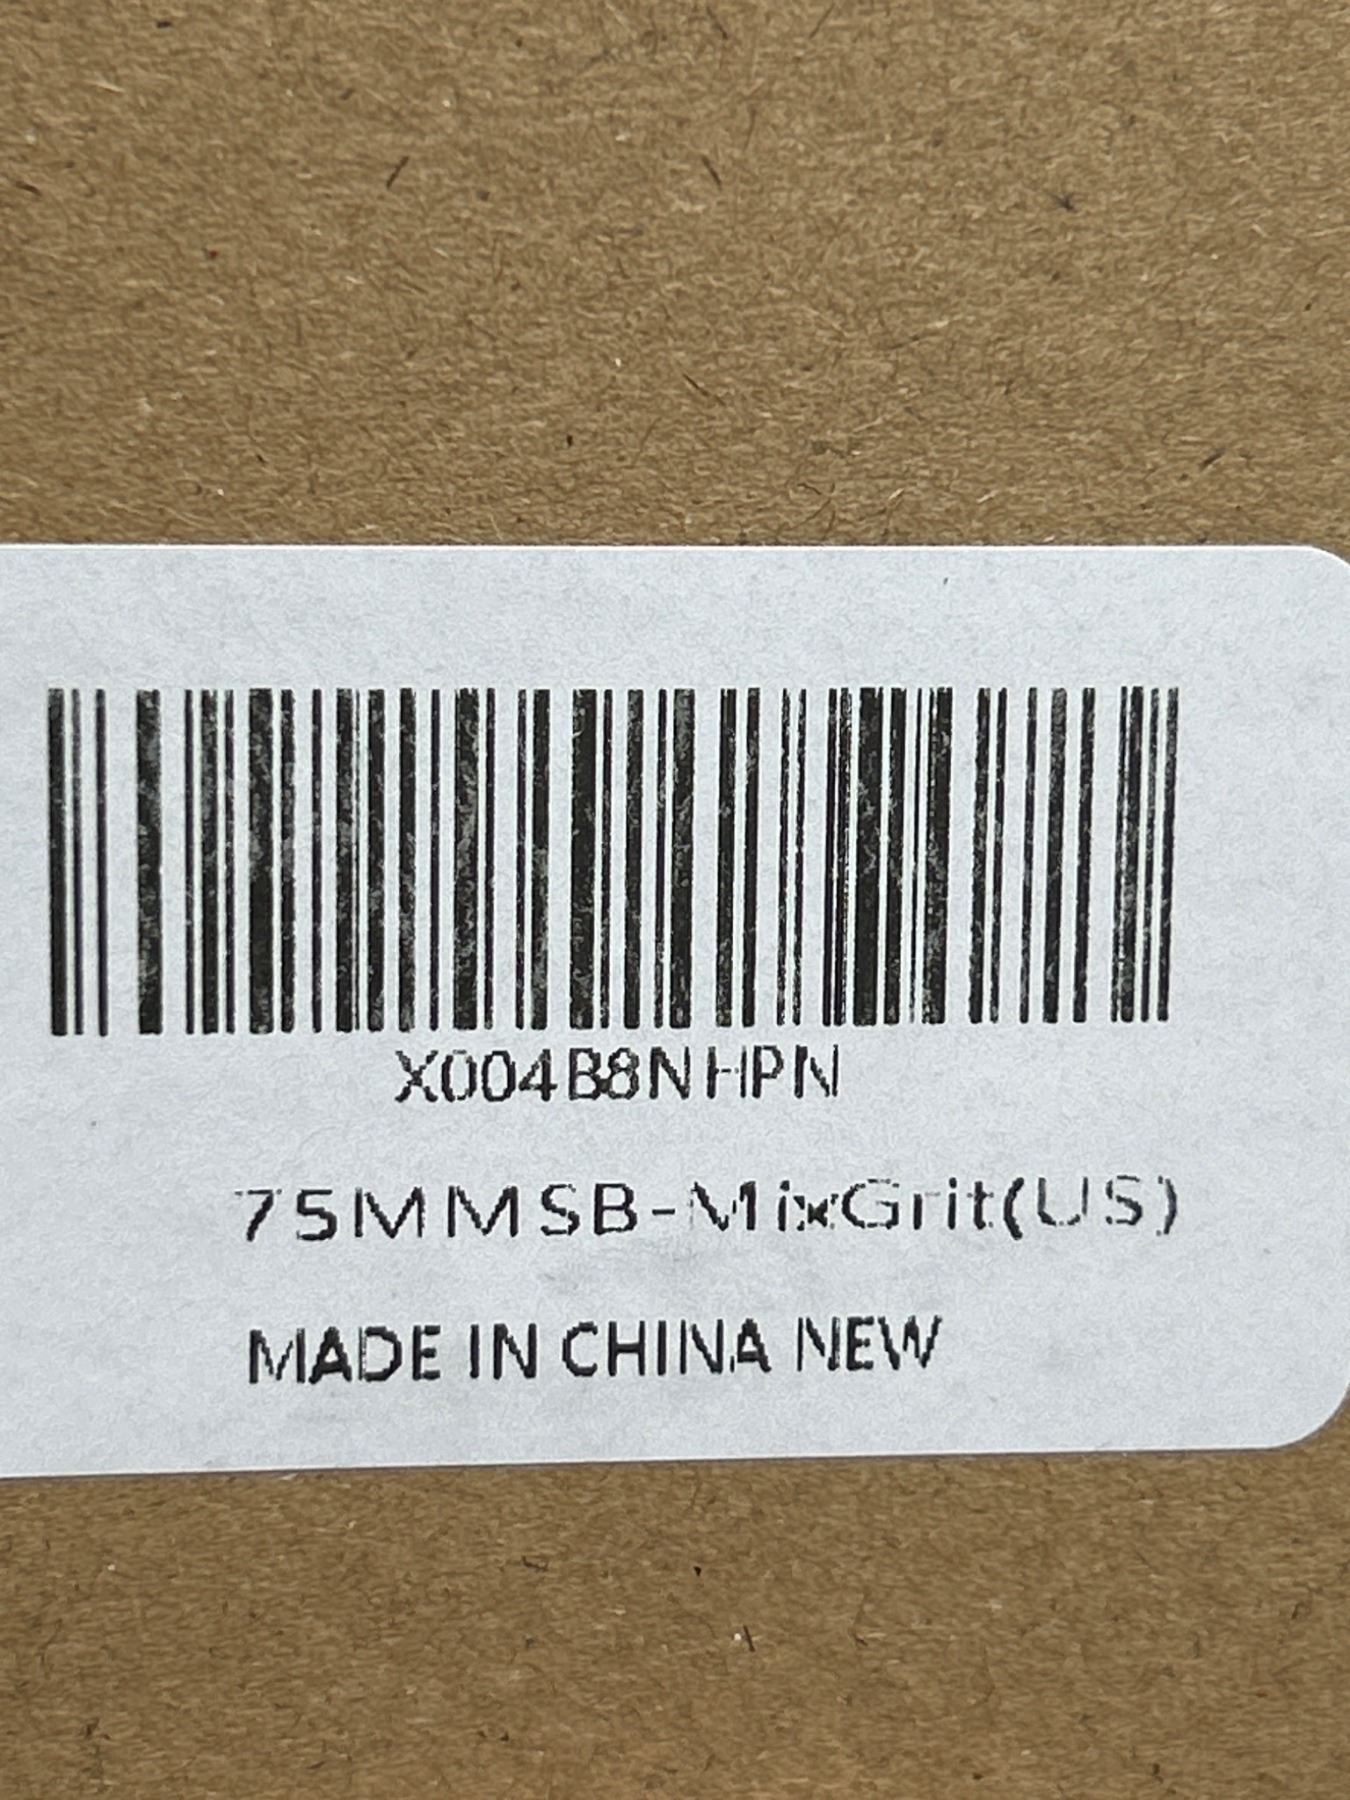 X004B8NHPN
75MMSB-MixGrit(US)
MADE IN CHINA NEW